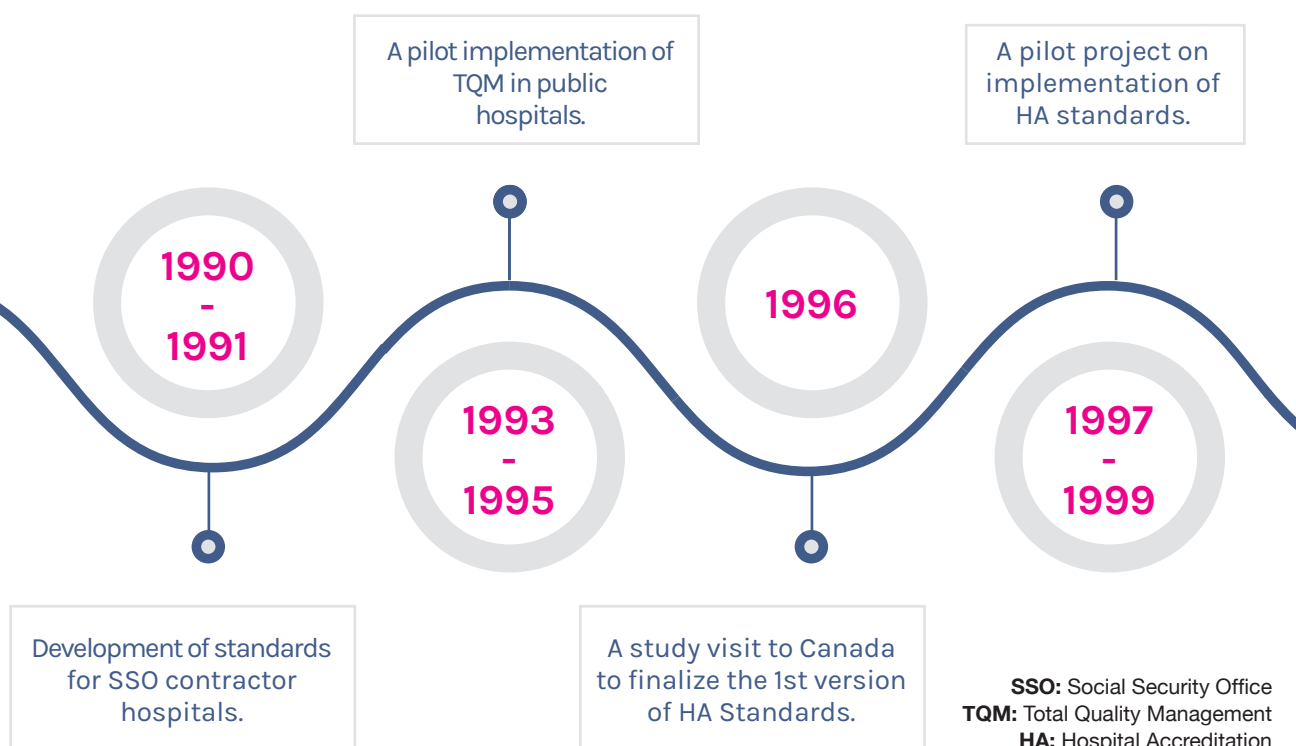 A pilot implementation of
TQM in public
hospitals.
A pilot project on
implementation of
HA standards.
1990
-
1991
1996
1993
-
1995
1997
-
1999
Development of standards
for SSO contractor
hospitals.
A study visit to Canada
to finalize the 1st version
of HA Standards.
SSO: Social Security Office
TQM: Total Quality Management
HA: Hospital Accreditation